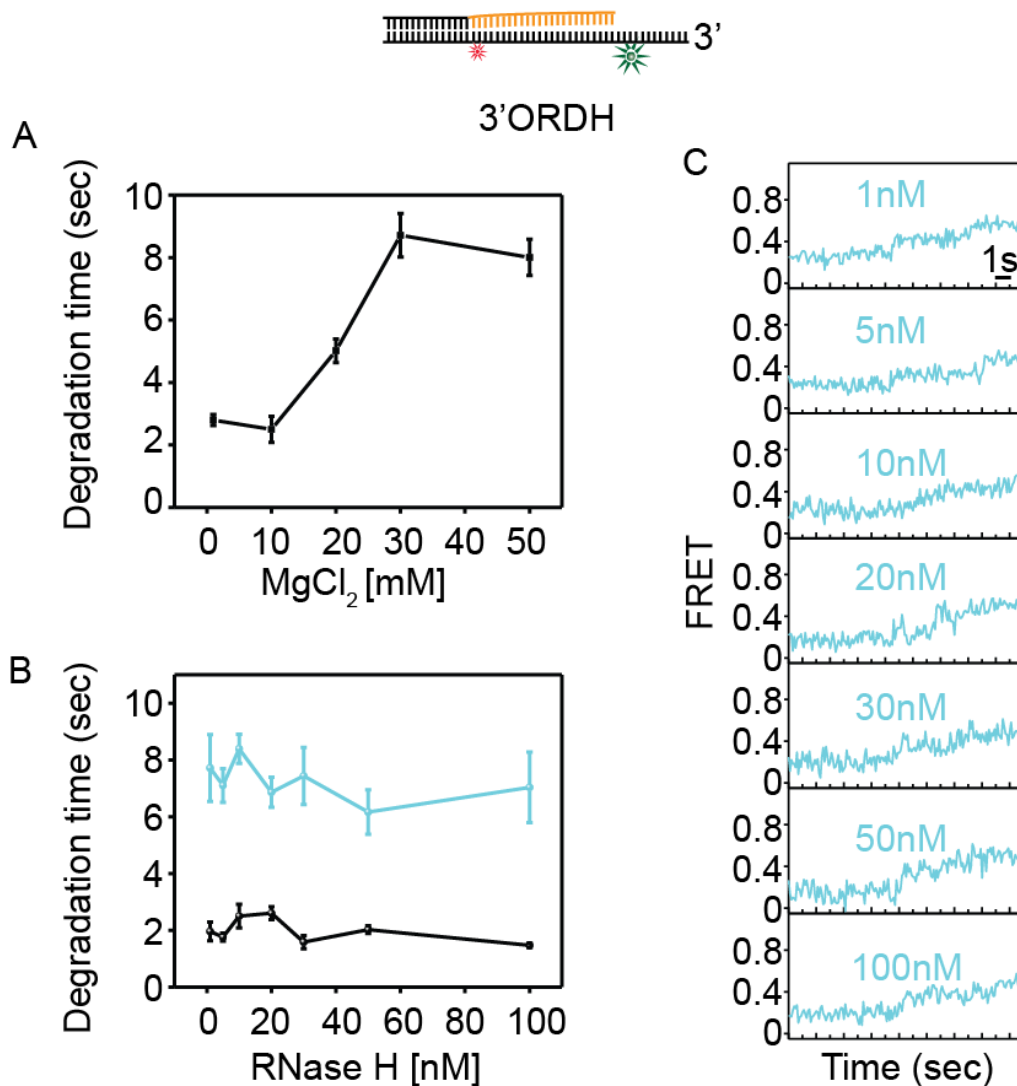 3’
3’ORDH
A
Degradation time (sec)
10
8
6
4
2
0
0 10 20 30 40 50
MgCl₂ [mM]
B
Degradation time (sec)
10
8
6
4
2
0
0 20 40 60 80 100
RNase H [nM]
C
FRET
0.8
0.4
0
1nM
1s
0.8
0.4
0
5nM
0.8
0.4
0
10nM
0.8
0.4
0
20nM
0.8
0.4
0
30nM
0.8
0.4
0
50nM
0.8
0.4
0
100nM
Time (sec)